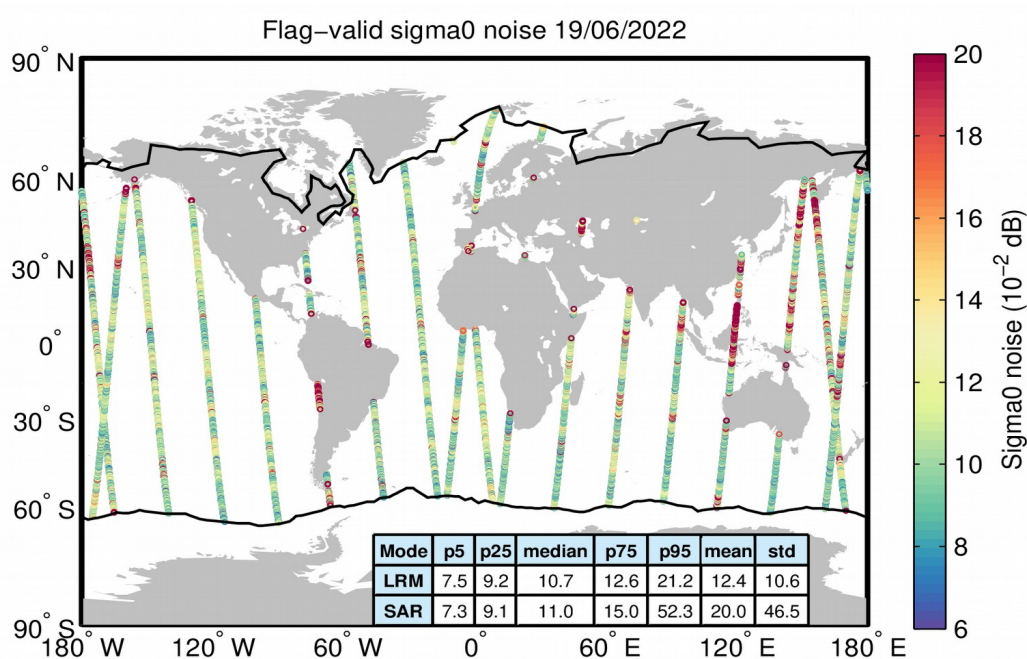 Flag-valid sigma0 noise 19/06/2022
90° N
60° N
30° N
0°
30° S
60° S
90° S
180° W
120° W
60° W
0°
60° E
120° E
180° E
20
18
16
14
12
10
8
6
Sigma0 noise (10⁻² dB)
Mode p5 p25 median p75 p95 mean std
LRM 7.5 9.2 10.7 12.6 21.2 12.4 10.6
SAR 7.3 9.1 11.0 15.0 52.3 20.0 46.5